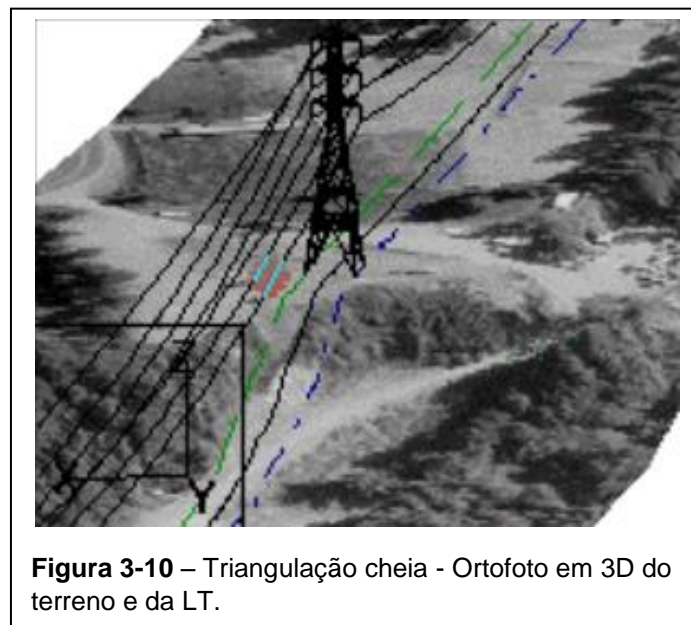 Z
Y
Figura 3-10 – Triangulação cheia - Ortofoto em 3D do
terreno e da LT.